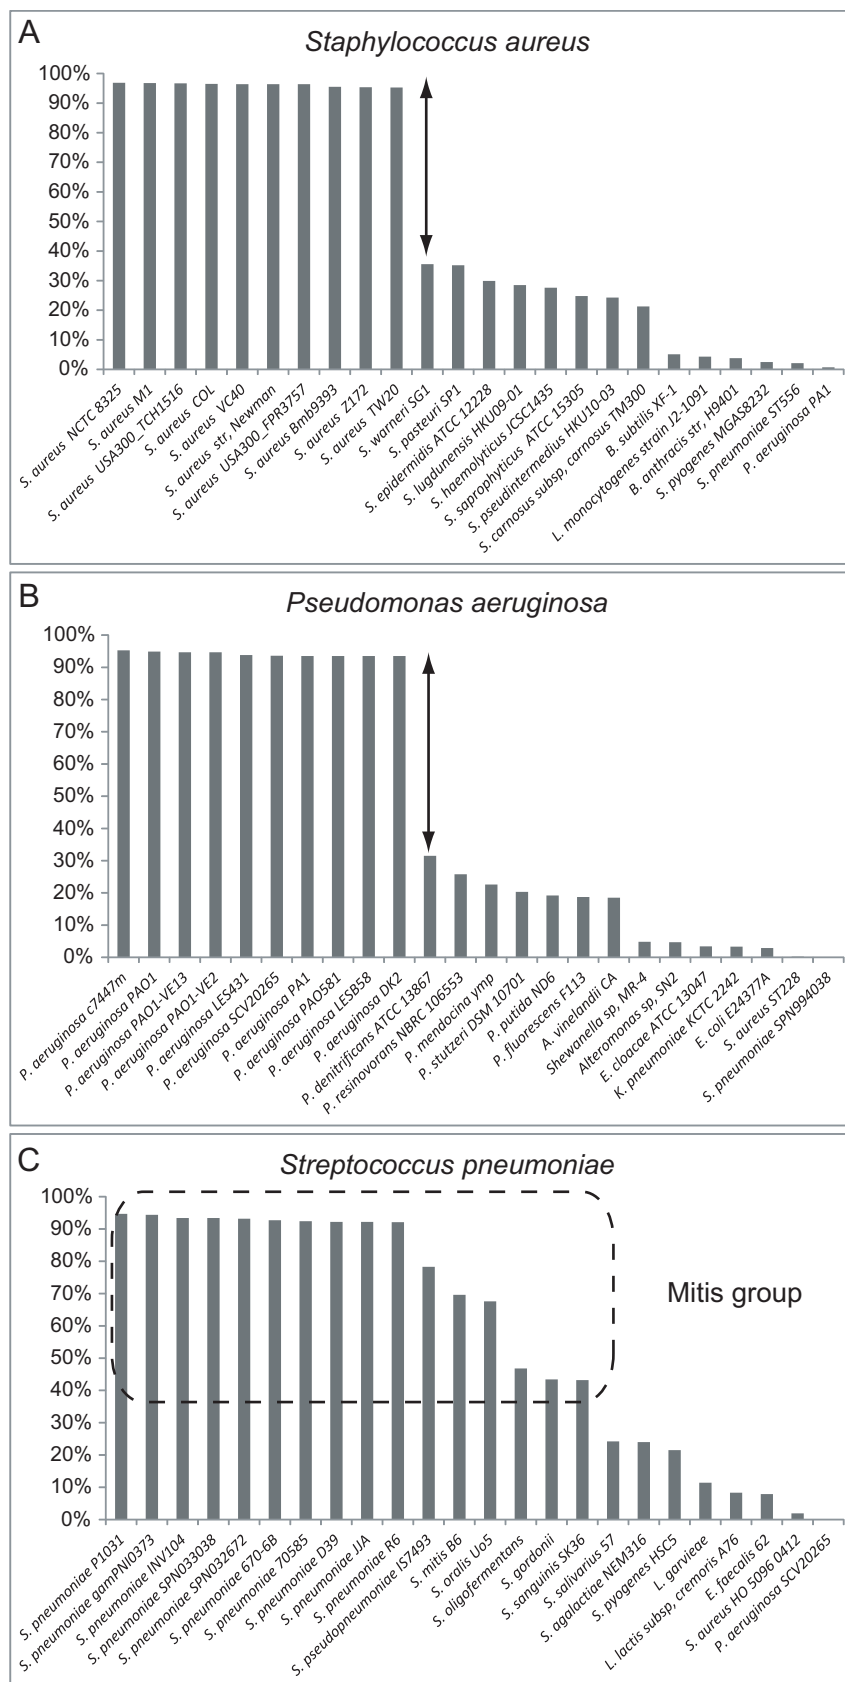 A
Staphylococcus aureus
100%
90%
80%
70%
60%
50%
40%
30%
20%
10%
0%
S. aureus NCTC 8325
S. aureus M1
S. aureus USA300_TCH1516
S. aureus COL
S. aureus VC40
S. aureus str, Newman
S. aureus USA300_FPR3757
S. aureus Bmb9393
S. aureus Z172
S. aureus TW20
S. warneri SG1
S. pasteuri SP1
S. epidermidis ATCC 12228
S. lugdunensis HKU09-01
S. haemolyticus JCSC1435
S. saprophyticus ATCC 15305
S. pseudintermedius HKU10-03
S. carnosus subsp, carnosus TM300
B. subtilis XF-1
L. monocytogenes strain J2-1091
B. anthracis str, H9401
S. pyogenes MGAS8232
S. pneumoniae ST556
P. aeruginosa PA1
B
Pseudomonas aeruginosa
100%
90%
80%
70%
60%
50%
40%
30%
20%
10%
0%
P. aeruginosa c7447m
P. aeruginosa PAO1
P. aeruginosa PAO1-VE13
P. aeruginosa PAO1-VE2
P. aeruginosa LES431
P. aeruginosa SCV20265
P. aeruginosa PA1
P. aeruginosa PAO581
P. aeruginosa LESB58
P. aeruginosa DK2
P. denitrificans ATCC 13867
P. resinovorans NBRC 106553
P. mendocina ymp
P. stutzeri DSM 10701
P. putida ND6
P. fluorescens F113
A. vinelandii CA
Shewanella sp, MR-4
Alteromonas sp, SN2
E. cloacae ATCC 13047
K. pneumoniae KCTC 2242
E. coli E24377A
S. aureus ST228
S. pneumoniae SPN994038
C
Streptococcus pneumoniae
100%
90%
80%
70%
60%
50%
40%
30%
20%
10%
0%
Mitis group
S. pneumoniae P1031
S. pneumoniae gamPNI0373
S. pneumoniae INV104
S. pneumoniae SPN033038
S. pneumoniae SPN032672
S. pneumoniae 670-6B
S. pneumoniae 70585
S. pneumoniae D39
S. pneumoniae JJA
S. pneumoniae R6
S. pseudopneumoniae IS7493
S. mitis B6
S. oralis Uo5
S. oligofermentans
S. gordonii
S. sanguinis SK36
S. salivarius 57
S. agalactiae NEM316
S. pyogenes HSC5
L. garvieae
L. lactis subsp, cremoris A76
E. faecalis 62
S. aureus HO 5096 0412
P. aeruginosa SCV20265